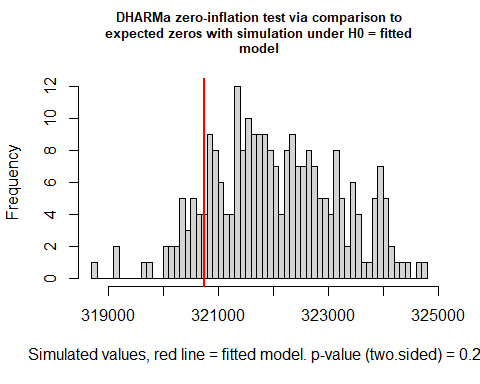 DHARMa zero-inflation test via comparison to
expected zeros with simulation under H0 = fitted
model
Frequency
12
10
8
6
4
2
0
319000 321000 323000 325000
Simulated values, red line = fitted model. p-value (two.sided) = 0.2